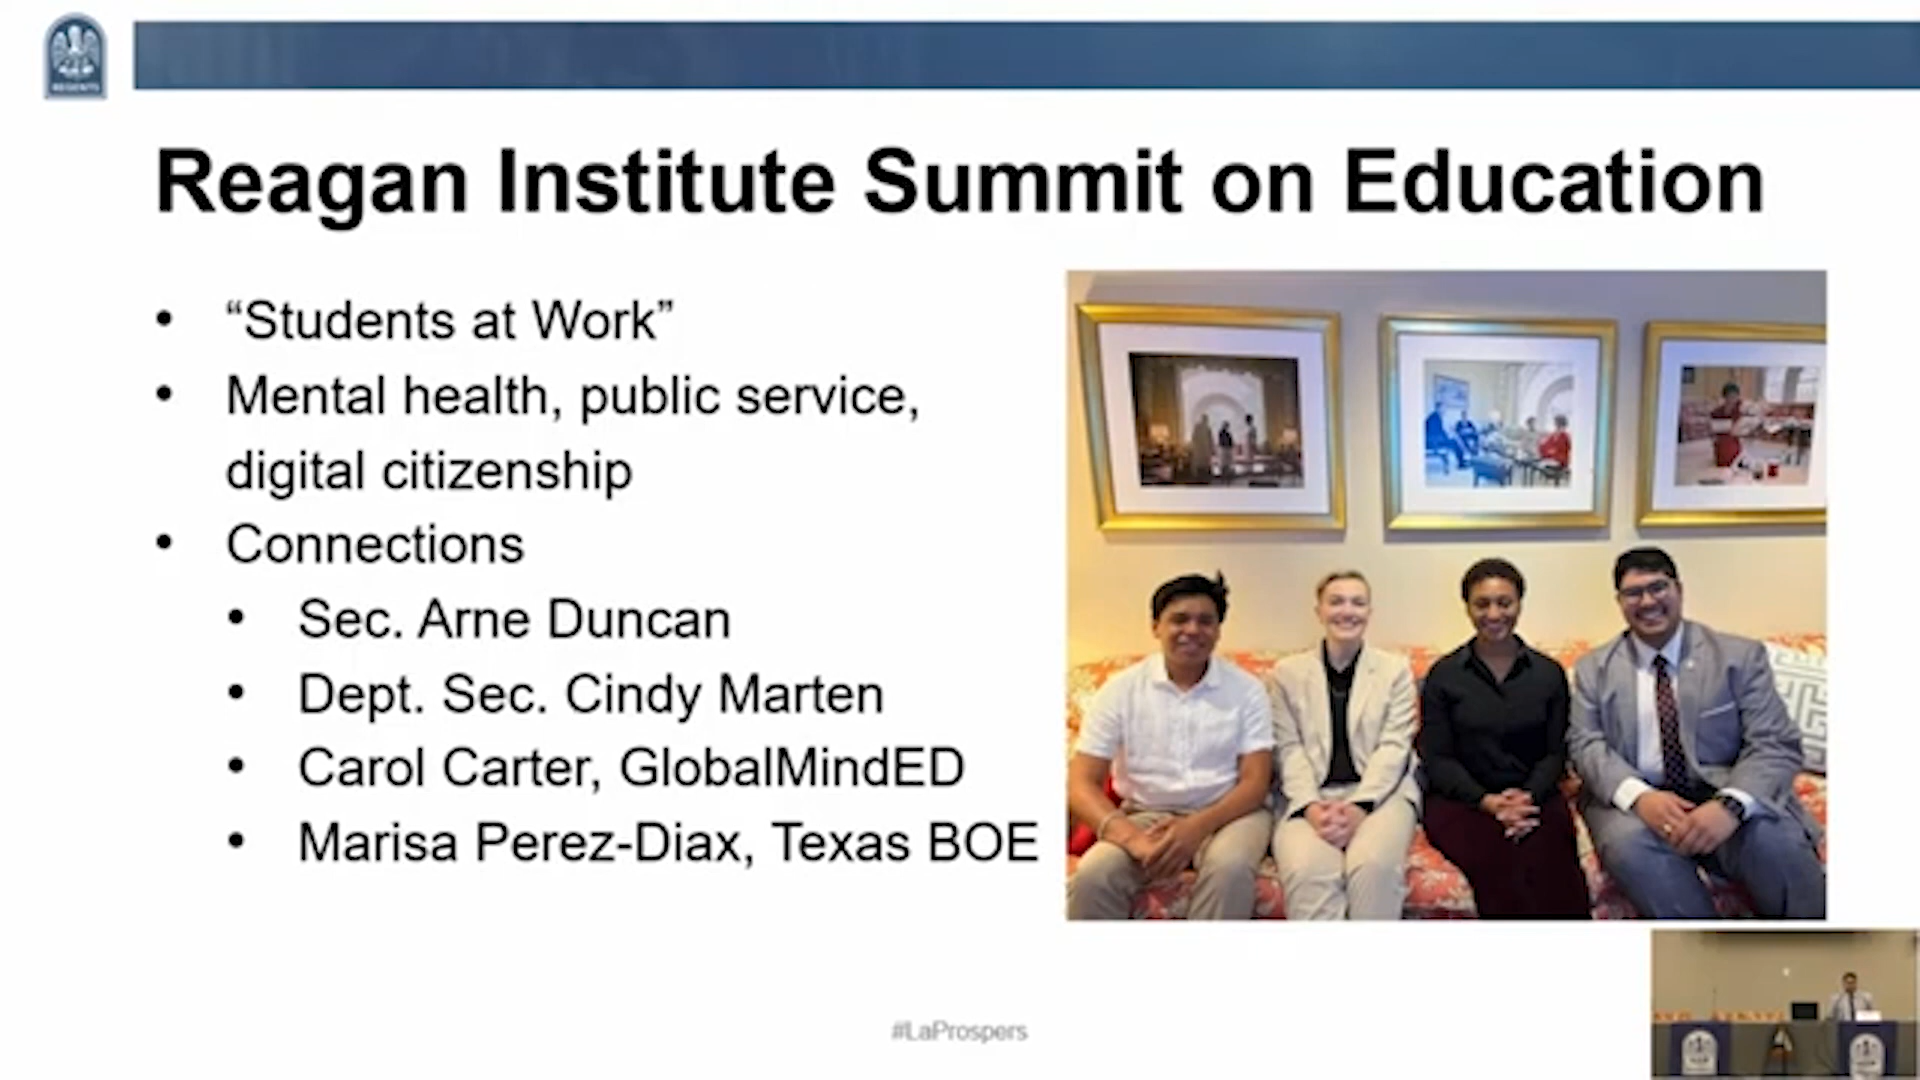 REGENTS
Reagan Institute Summit on Education
• “Students at Work”
• Mental health, public service,
digital citizenship
• Connections
• Sec. Arne Duncan
• Dept. Sec. Cindy Marten
• Carol Carter, GlobalMindED
• Marisa Perez-Diax, Texas BOE
#LaProspers